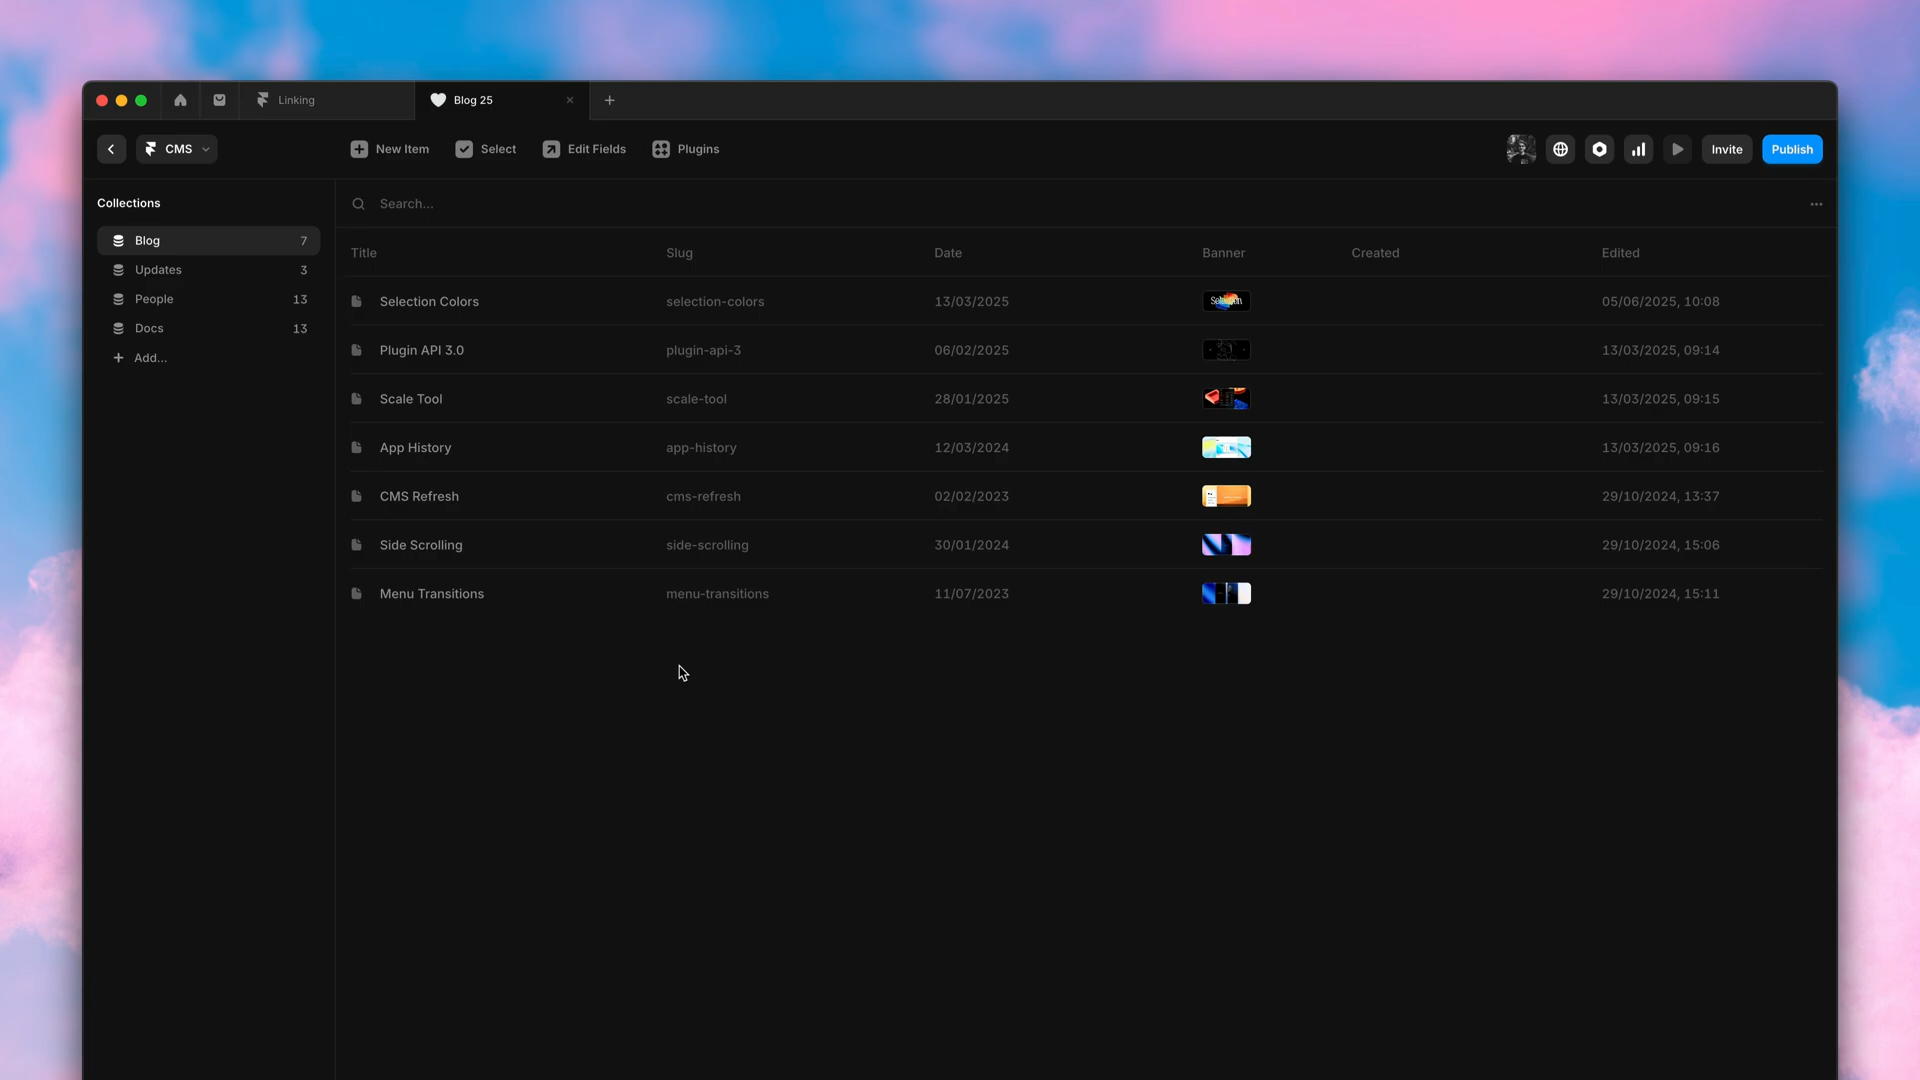 Linking
Blog 25
CMS
New Item
Select
Edit Fields
Plugins
Invite
Publish
Collections
Blog 7
Updates 3
People 13
Docs 13
Add...
Search...
Title Slug Date Banner Created Edited
Selection Colors selection-colors 13/03/2025 Selection 05/06/2025, 10:08
Plugin API 3.0 plugin-api-3 06/02/2025 13/03/2025, 09:14
Scale Tool scale-tool 28/01/2025 13/03/2025, 09:15
App History app-history 12/03/2024 13/03/2025, 09:16
CMS Refresh cms-refresh 02/02/2023 29/10/2024, 13:37
Side Scrolling side-scrolling 30/01/2024 29/10/2024, 15:06
Menu Transitions menu-transitions 11/07/2023 29/10/2024, 15:11